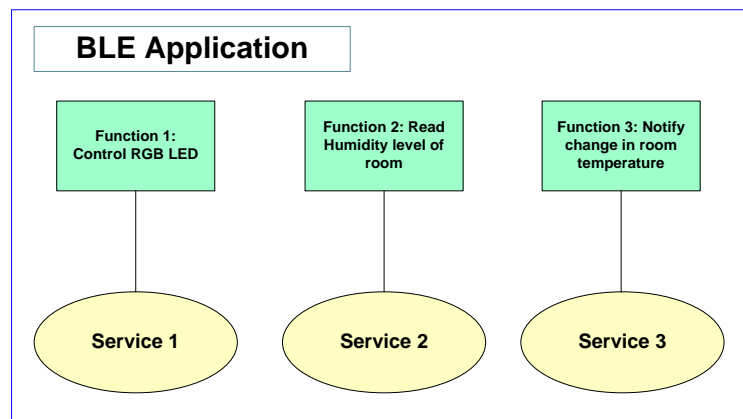 BLE Application
Function 1:
Control RGB LED
Function 2: Read
Humidity level of
room
Function 3: Notify
change in room
temperature
Service 1
Service 2
Service 3